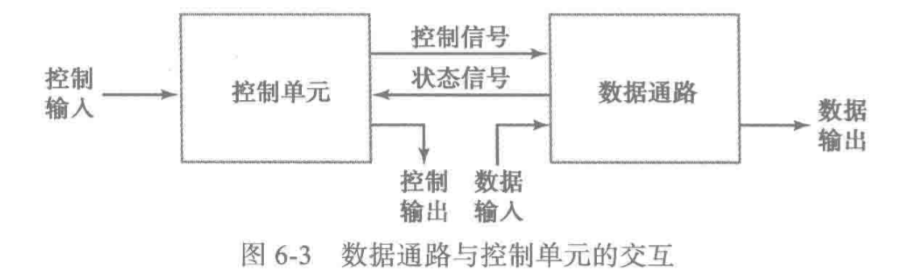 控制信号
状态信号
控制
输入
控制单元
数据通路
数据
输出
控制
输出
数据
输入
图 6-3 数据通路与控制单元的交互